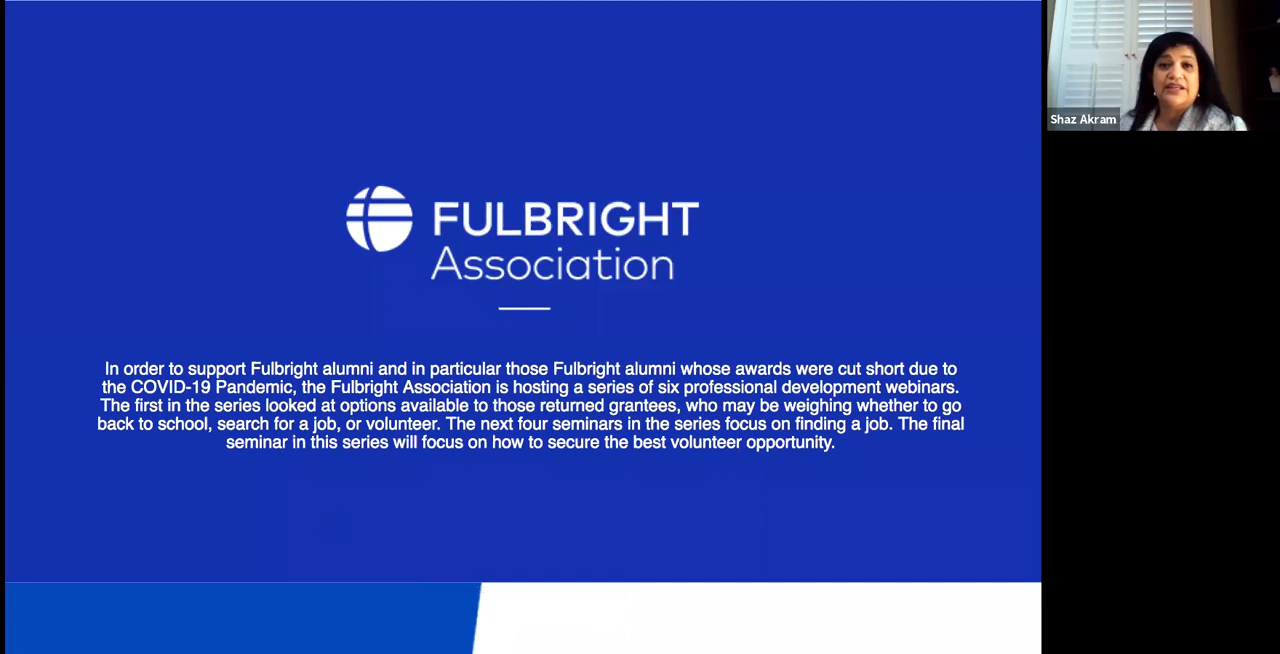 FULBRIGHT
Association
In order to support Fulbright alumni and in particular those Fulbright alumni whose awards were cut short due to
the COVID-19 Pandemic, the Fulbright Association is hosting a series of six professional development webinars.
The first in the series looked at options available to those returned grantees, who may be weighing whether to go
back to school, search for a job, or volunteer. The next four seminars in the series focus on finding a job. The final
seminar in this series will focus on how to secure the best volunteer opportunity.
Shaz Akram